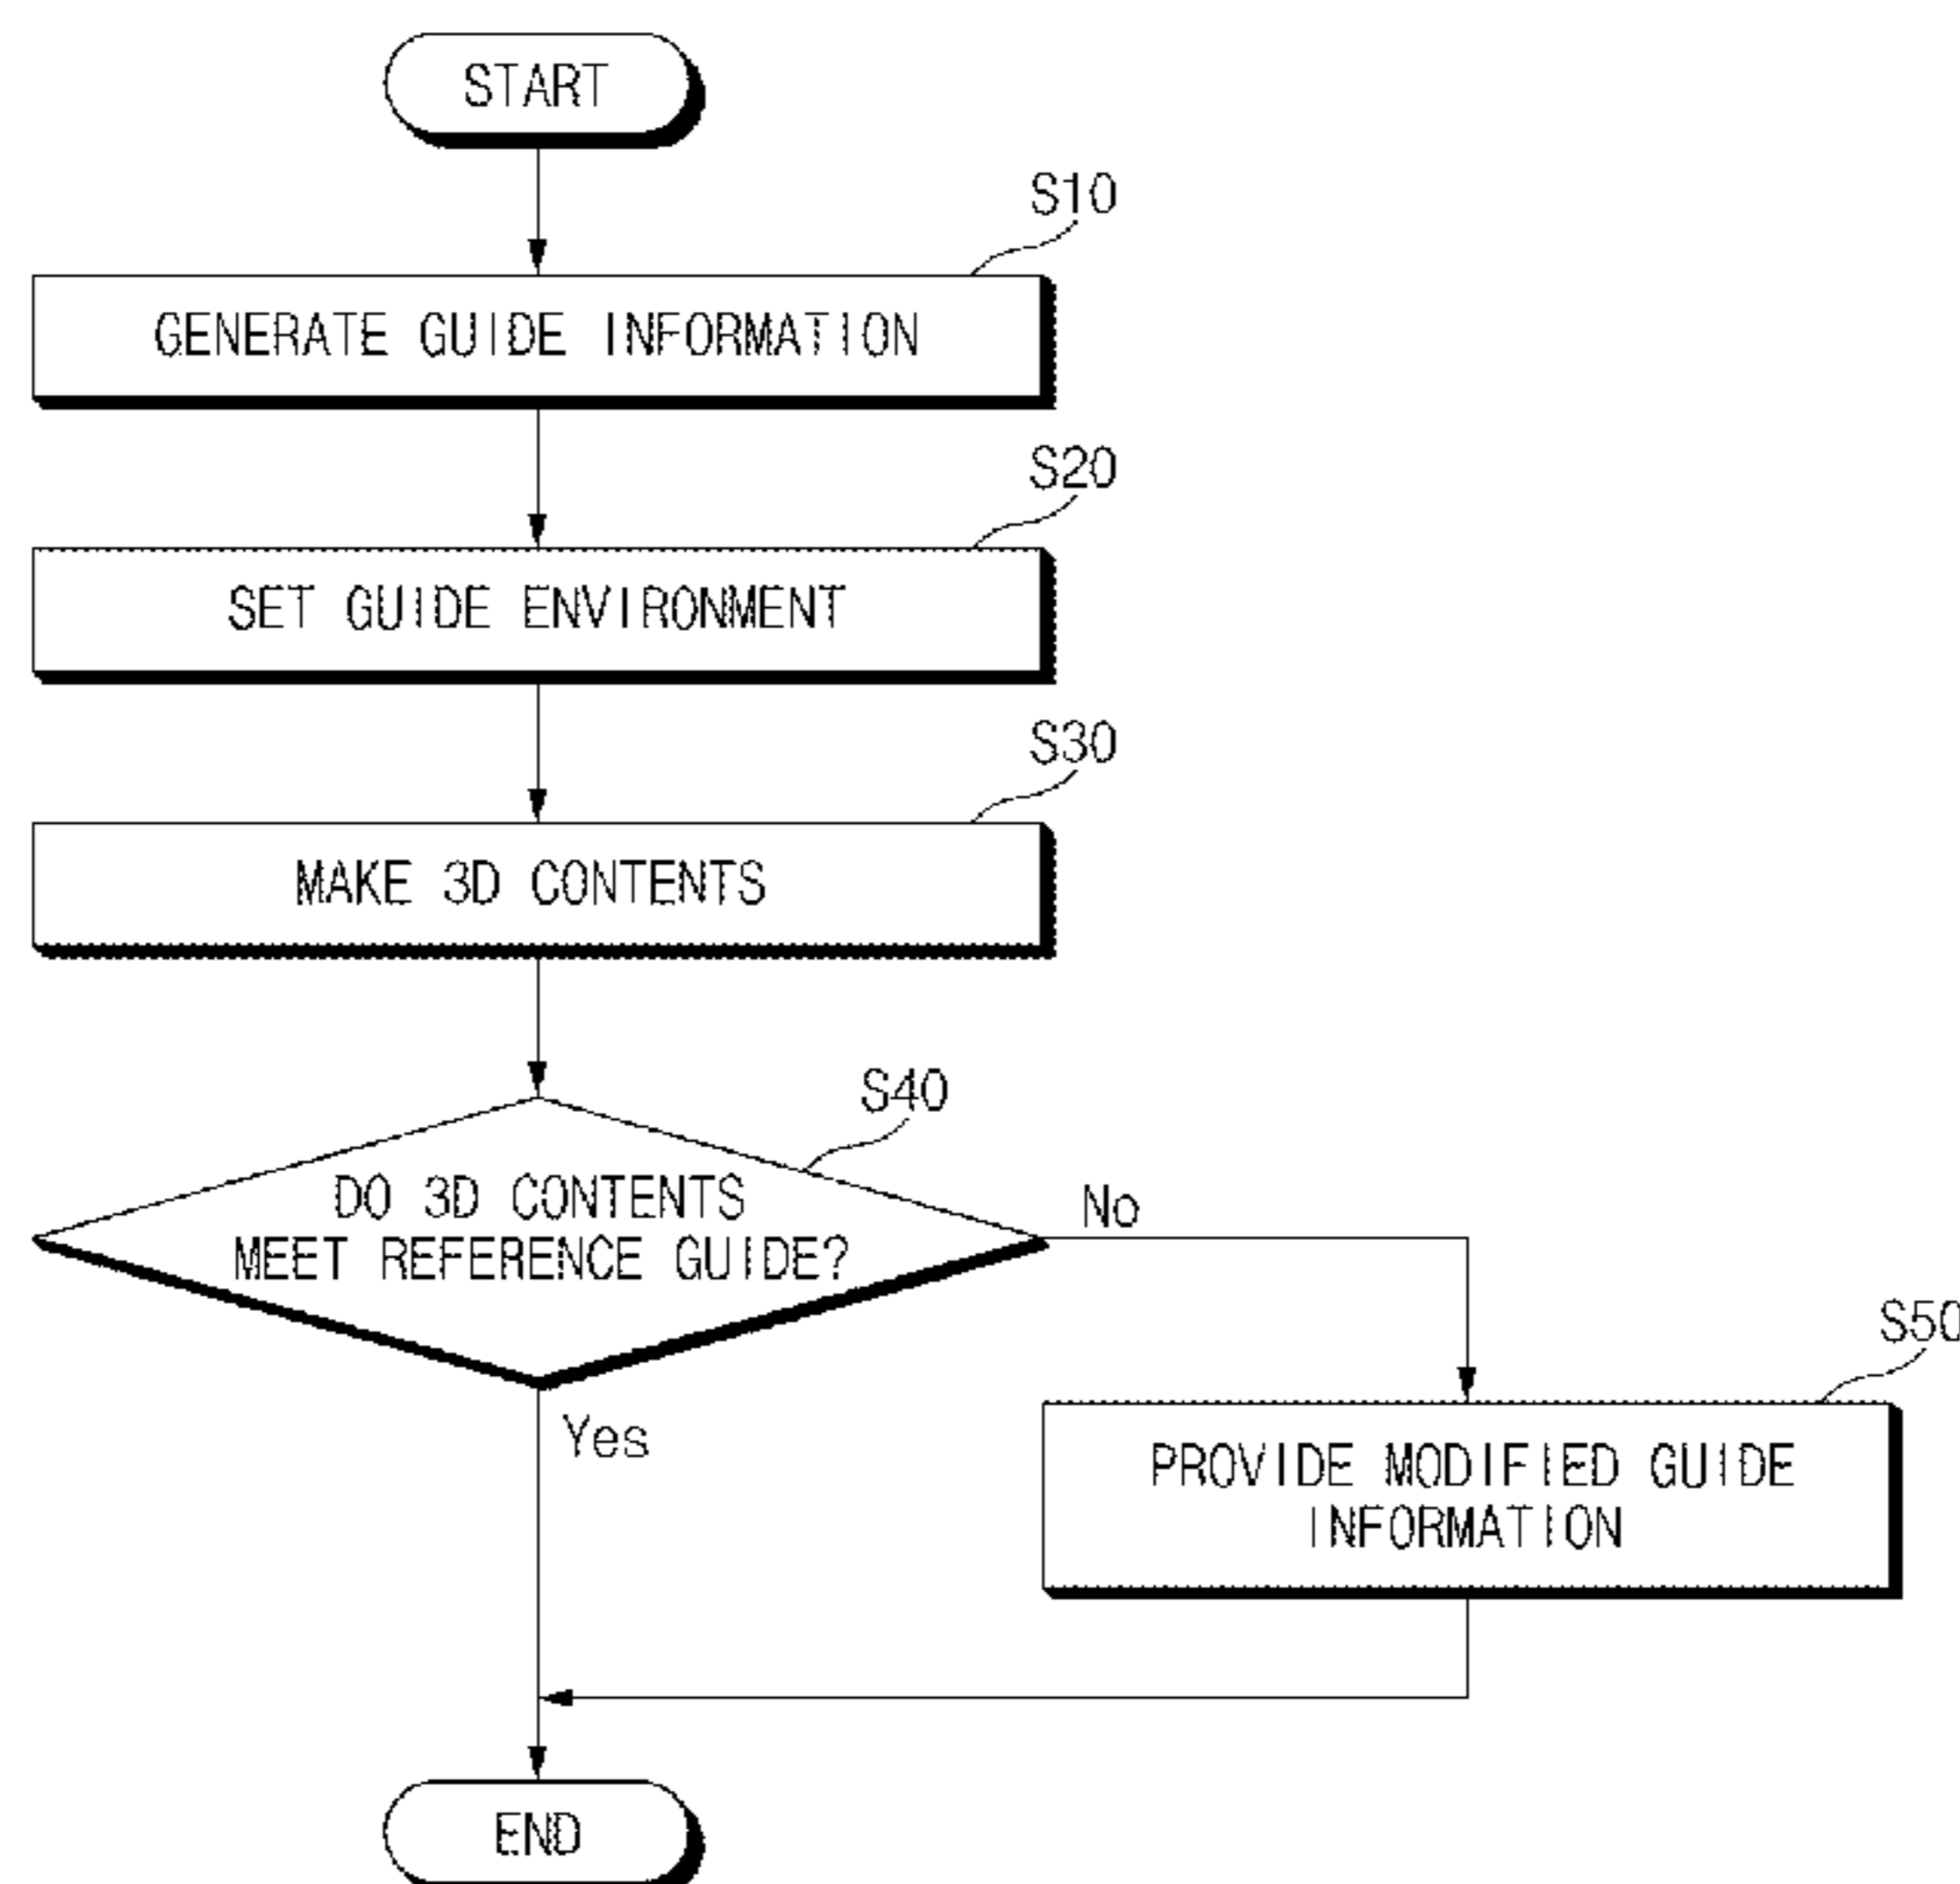 START
S10
GENERATE GUIDE INFORMATION
S20
SET GUIDE ENVIRONMENT
S30
MAKE 3D CONTENTS
S40
DO 3D CONTENTS
MEET REFERENCE GUIDE?
No
Yes
S50
PROVIDE MODIFIED GUIDE
INFORMATION
END